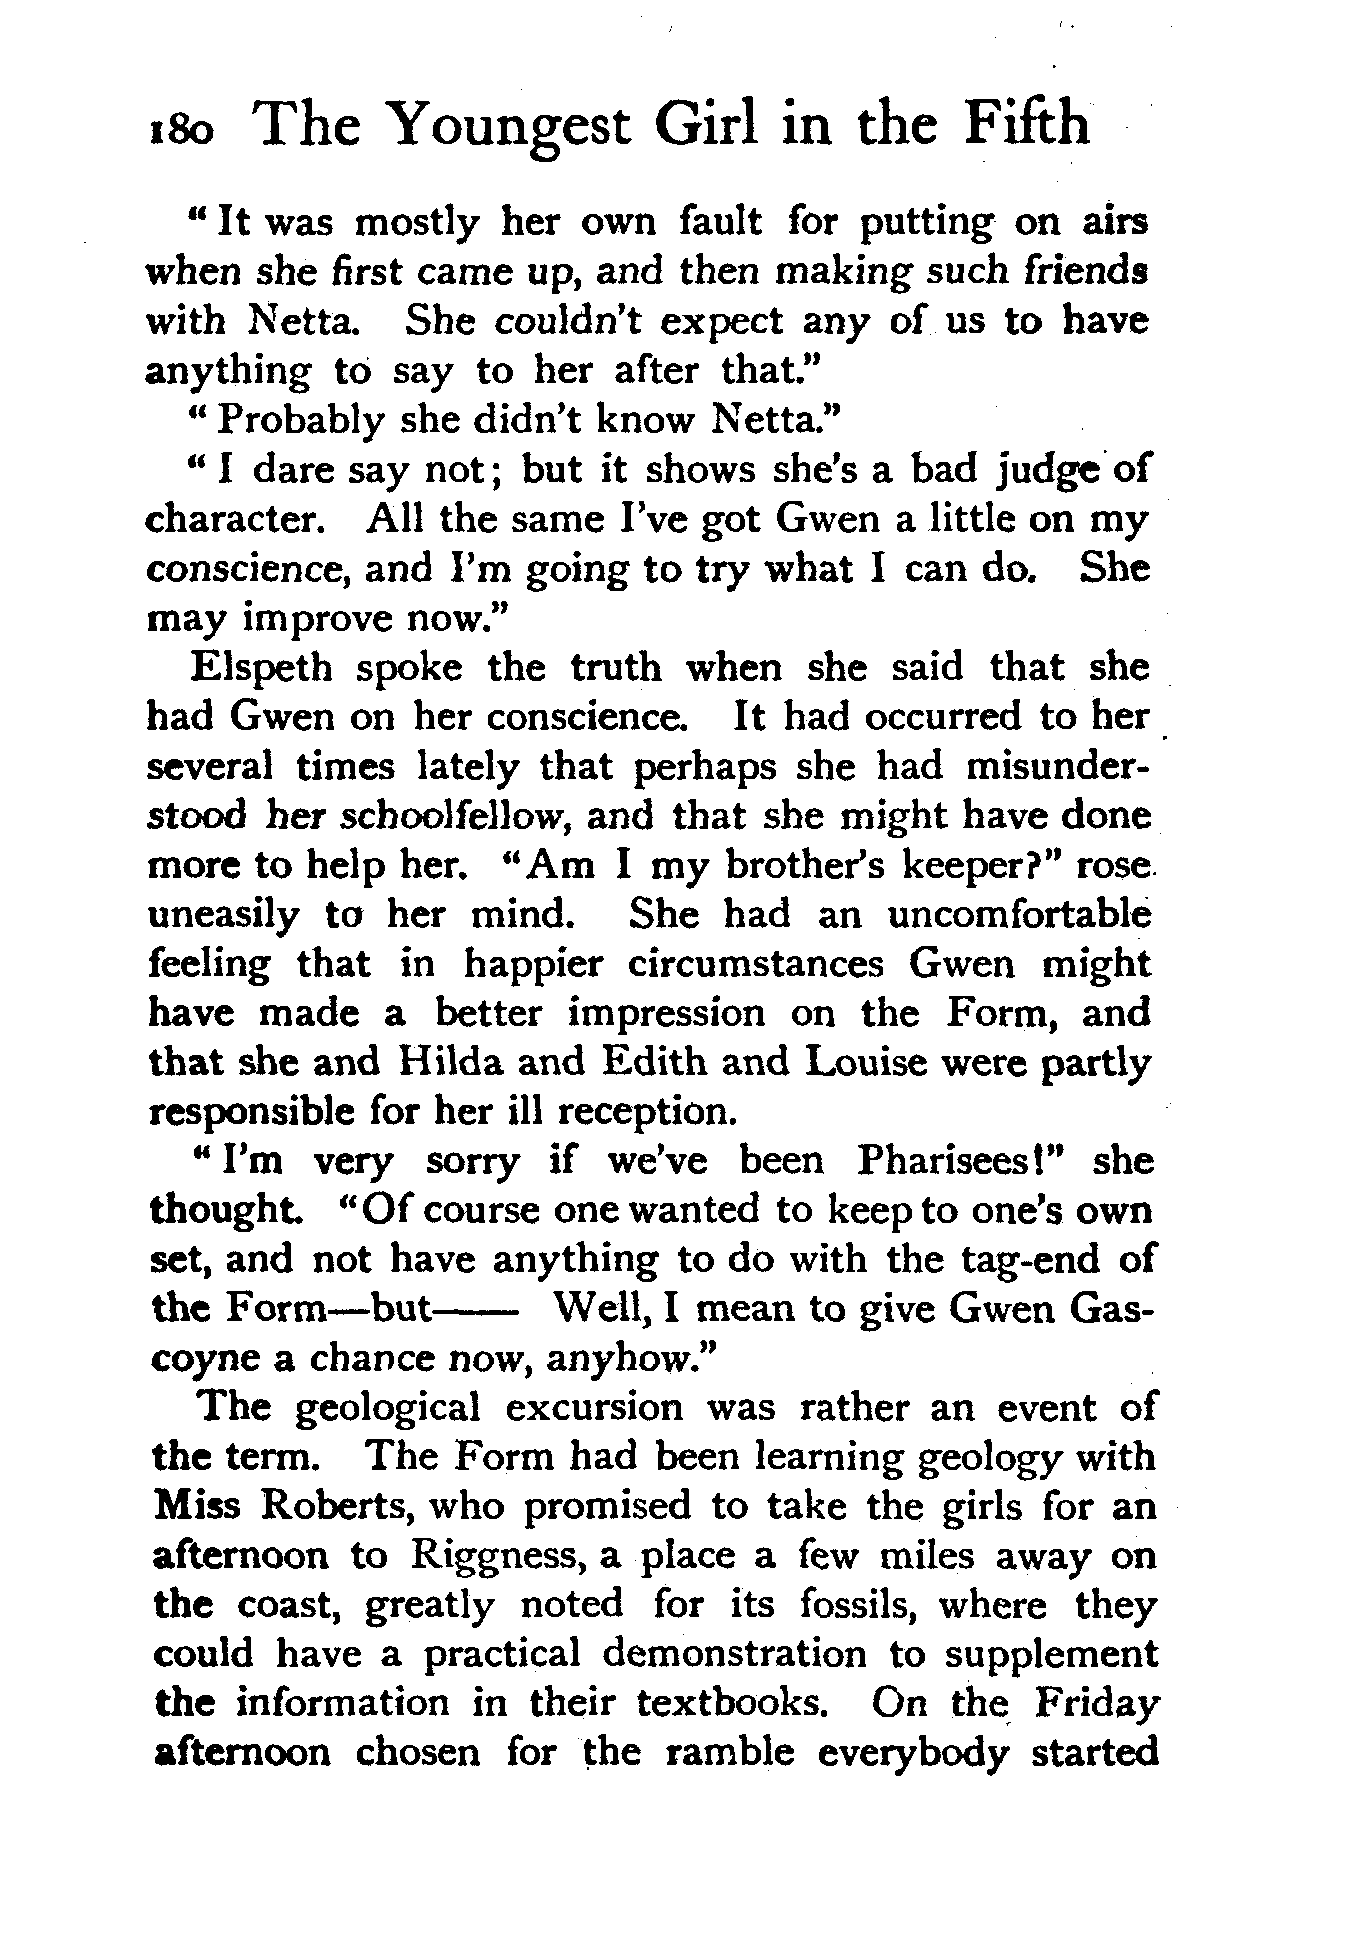 180 The Youngest Girl in the Fifth
"It was mostly her own fault for putting on airs
when she first came up, and then making such friends
with Netta. She couldn't expect any of us to have
anything to say to her after that."
"Probably she didn't know Netta."
"I dare say not; but it shows she's a bad judge of
character. All the same I've got Gwen a little on my
conscience, and I'm going to try what I can do. She
may improve now."
Elspeth spoke the truth when she said that she
had Gwen on her conscience. It had occurred to her
several times lately that perhaps she had misunder-
stood her schoolfellow, and that she might have done
more to help her. "Am I my brother's keeper?" rose
uneasily to her mind. She had an uncomfortable
feeling that in happier circumstances Gwen might
have made a better impression on the Form, and
that she and Hilda and Edith and Louise were partly
responsible for her ill reception.
"I'm very sorry if we've been Pharisees!" she
thought. "Of course one wanted to keep to one's own
set, and not have anything to do with the tag-end of
the Form—but—— Well, I mean to give Gwen Gas-
coyne a chance now, anyhow."
The geological excursion was rather an event of
the term. The Form had been learning geology with
Miss Roberts, who promised to take the girls for an
afternoon to Riggness, a place a few miles away on
the coast, greatly noted for its fossils, where they
could have a practical demonstration to supplement
the information in their textbooks. On the Friday
afternoon chosen for the ramble everybody started